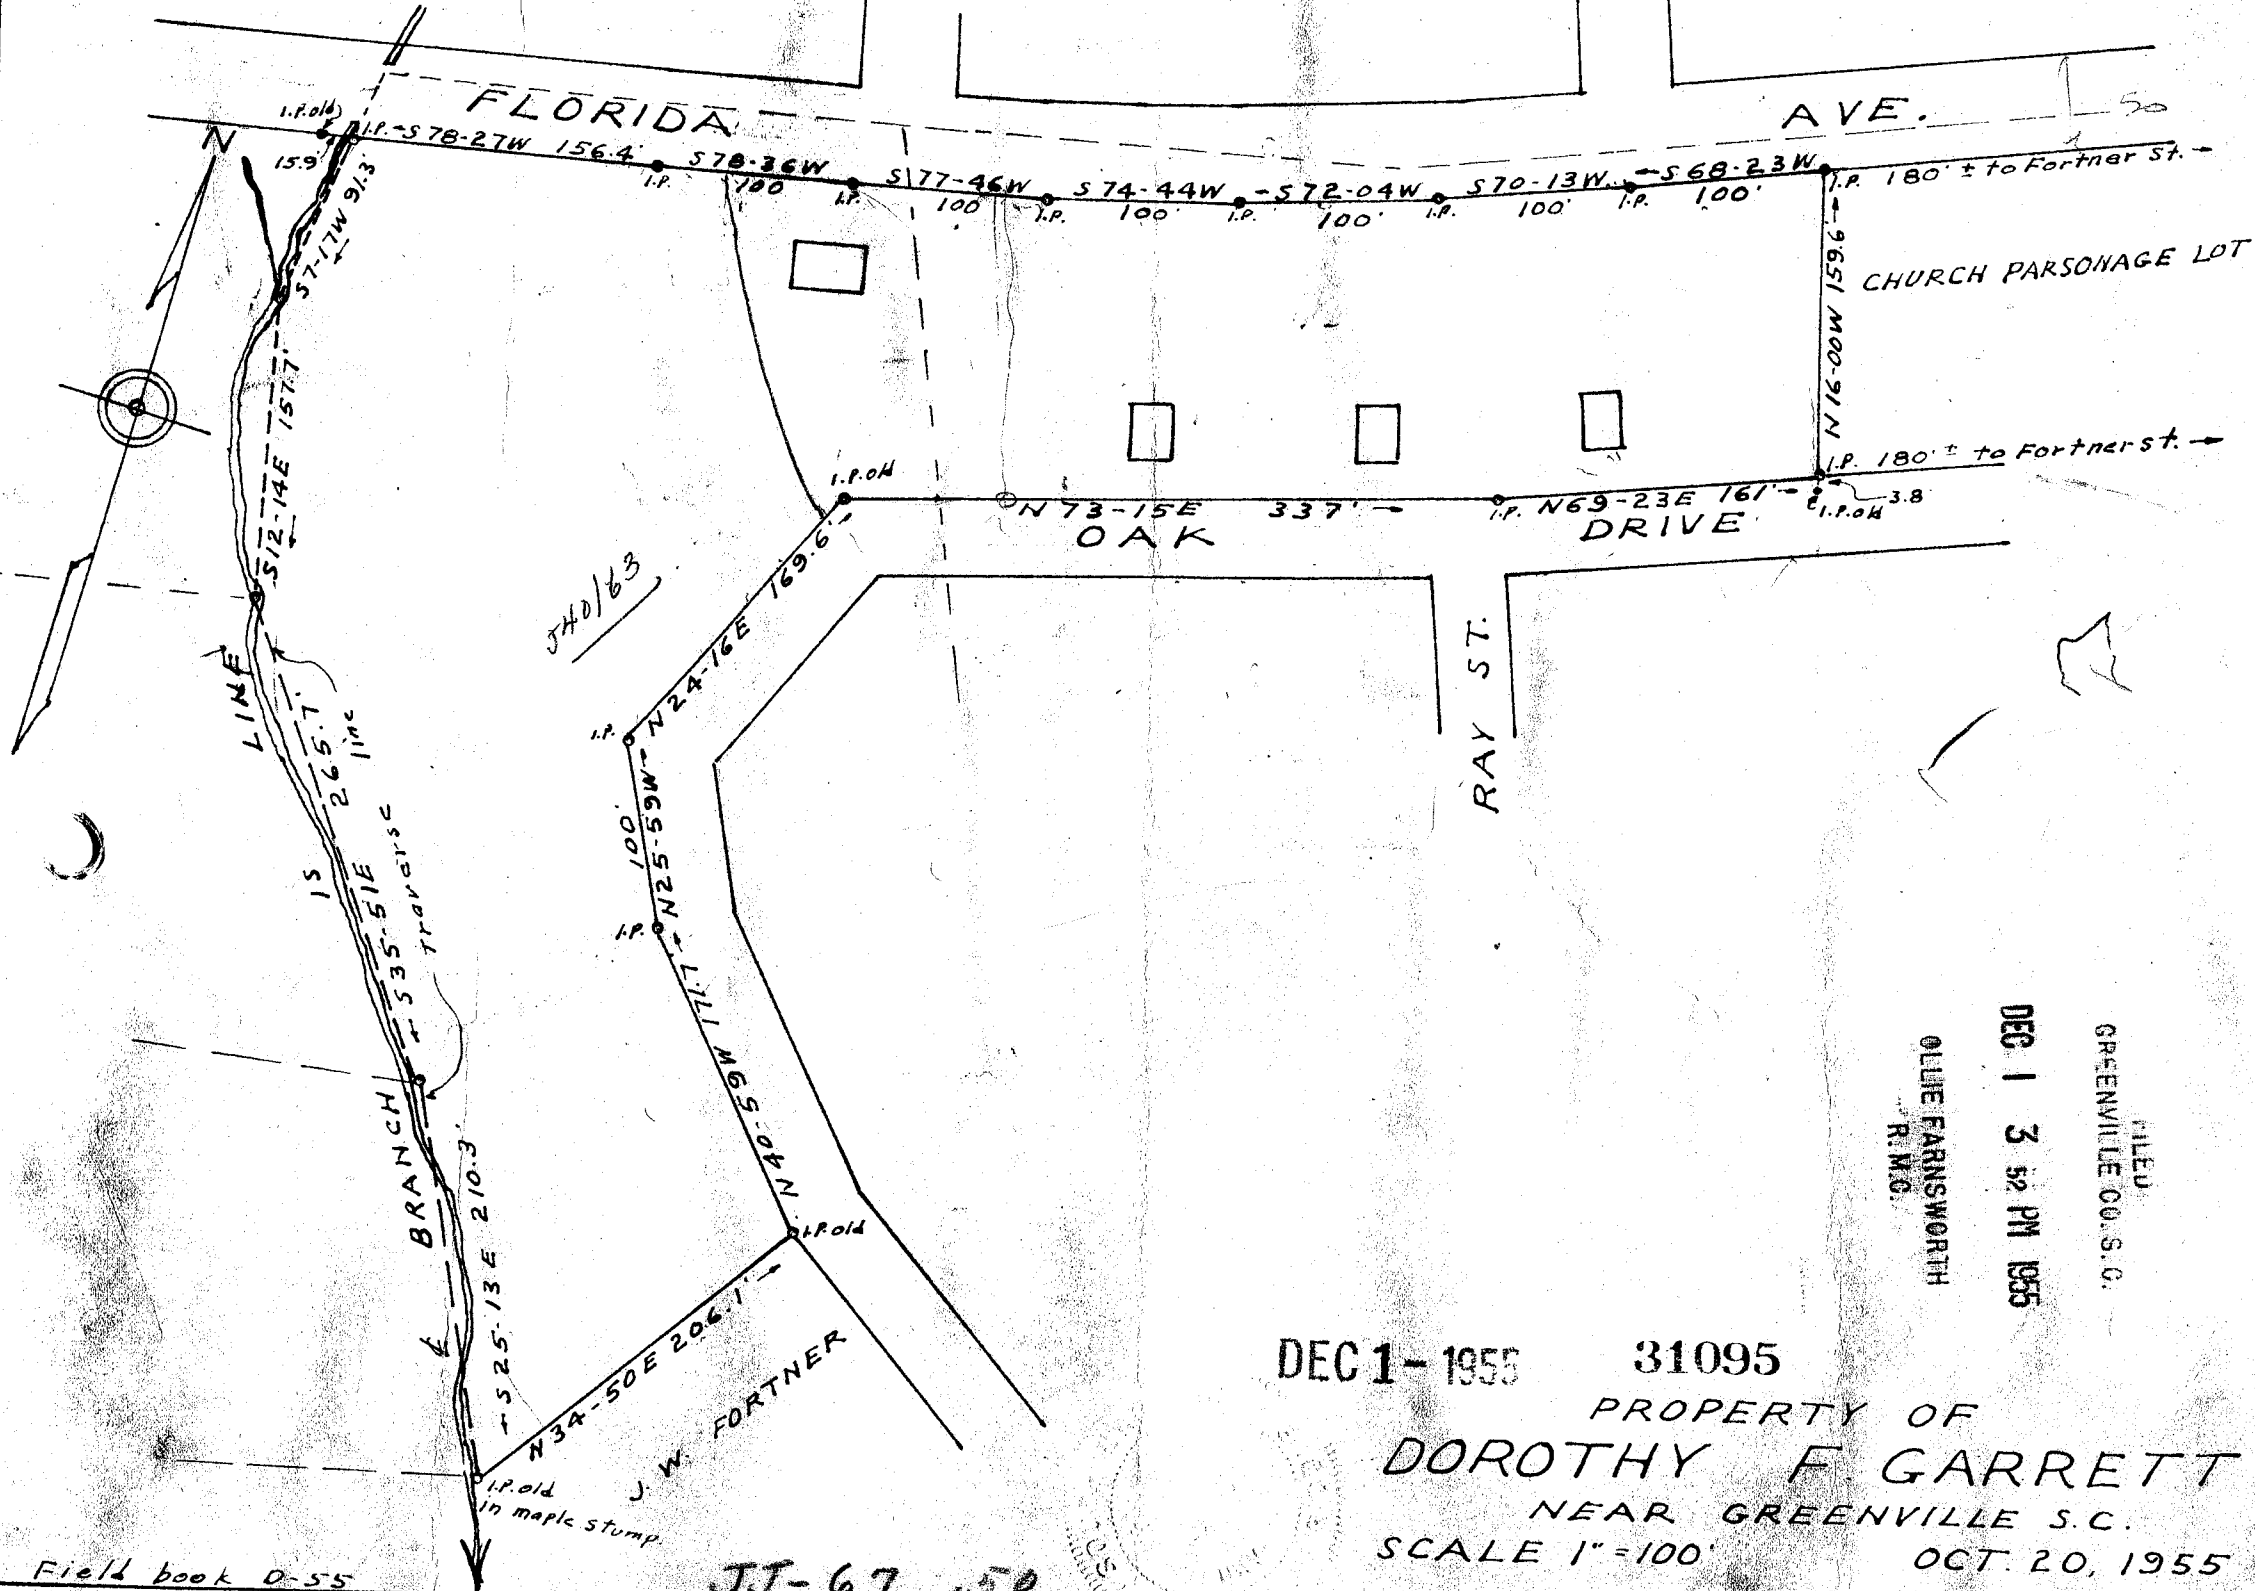 FLORIDA AVE.
50
N
I.P.old
15.9'
I.P. S78-27W 156.4'
I.P.
S78-36W
100
I.P.
S77-46W
100
I.P.
S74-44W
100'
I.P.
S72-04W
100'
I.P.
S70-13W
100'
I.P.
S68-23W
100'
I.P. 180' ± to Fortner St.
N16-00W 159.6
CHURCH PARSONAGE LOT
S7-17W 91.3
S12-14E 157.7'
I.P.old
N73-15E 337'
I.P. N69-23E 161'
I.P. 180' ± to Fortner st.
3.8
I.P.old
OAK DRIVE
RAY ST.
540/63
N24-16E 169.6'
I.P.
N25-59W
100'
I.P.
N40-59W 171.7
I.P.old
N34-50E 206.1'
J. W. FORTNER
LINE IS BRANCH
S35-51E 265.7'
traverse line
S25-13E 210.3'
I.P.old
in maple stump
FILED
GREENVILLE CO. S.C.
DEC 1 3 52 PM 1955
OLLIE FARNSWORTH
R.M.C.
DEC 1 - 1955 31095
PROPERTY OF
DOROTHY F. GARRETT
NEAR GREENVILLE S.C.
SCALE 1"=100' OCT. 20, 1955
Field book D-55
JJ-67 .50